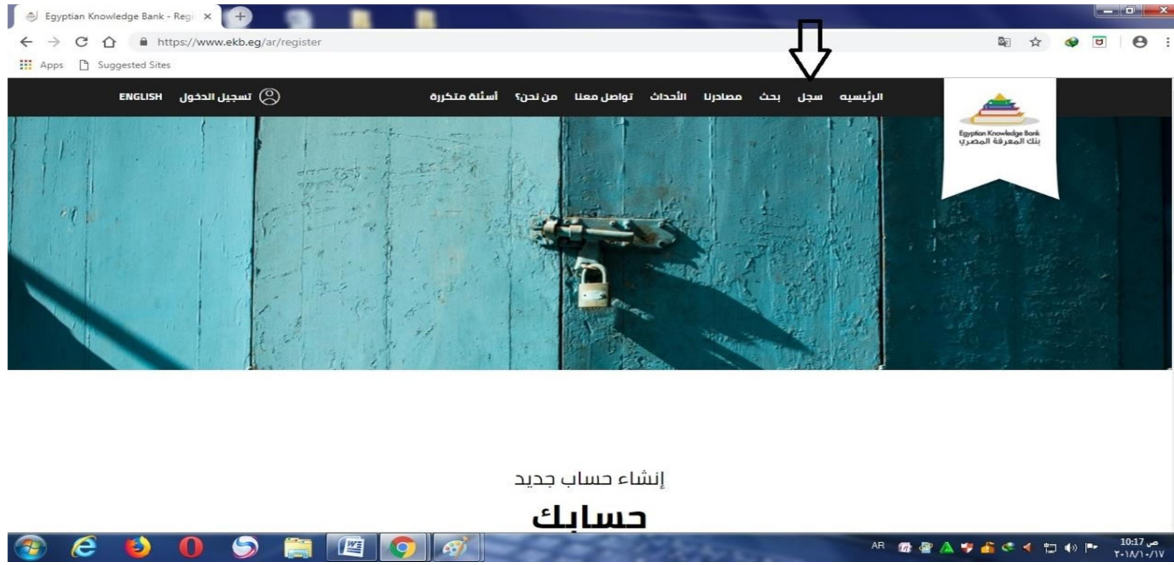 Egyptian Knowledge Bank - Regi
https://www.ekb.eg/ar/register
Apps Suggested Sites
الرئيسيه سجل بحث مصادرنا الأحداث تواصل معنا من نحن؟ أسئلة متكررة تسجيل الدخول ENGLISH
Egyptian Knowledge Bank
بنك المعرفة المصري
إنشاء حساب جديد
حسابك
AR
10:17 ص
٢٠١٨/١٠/١٧